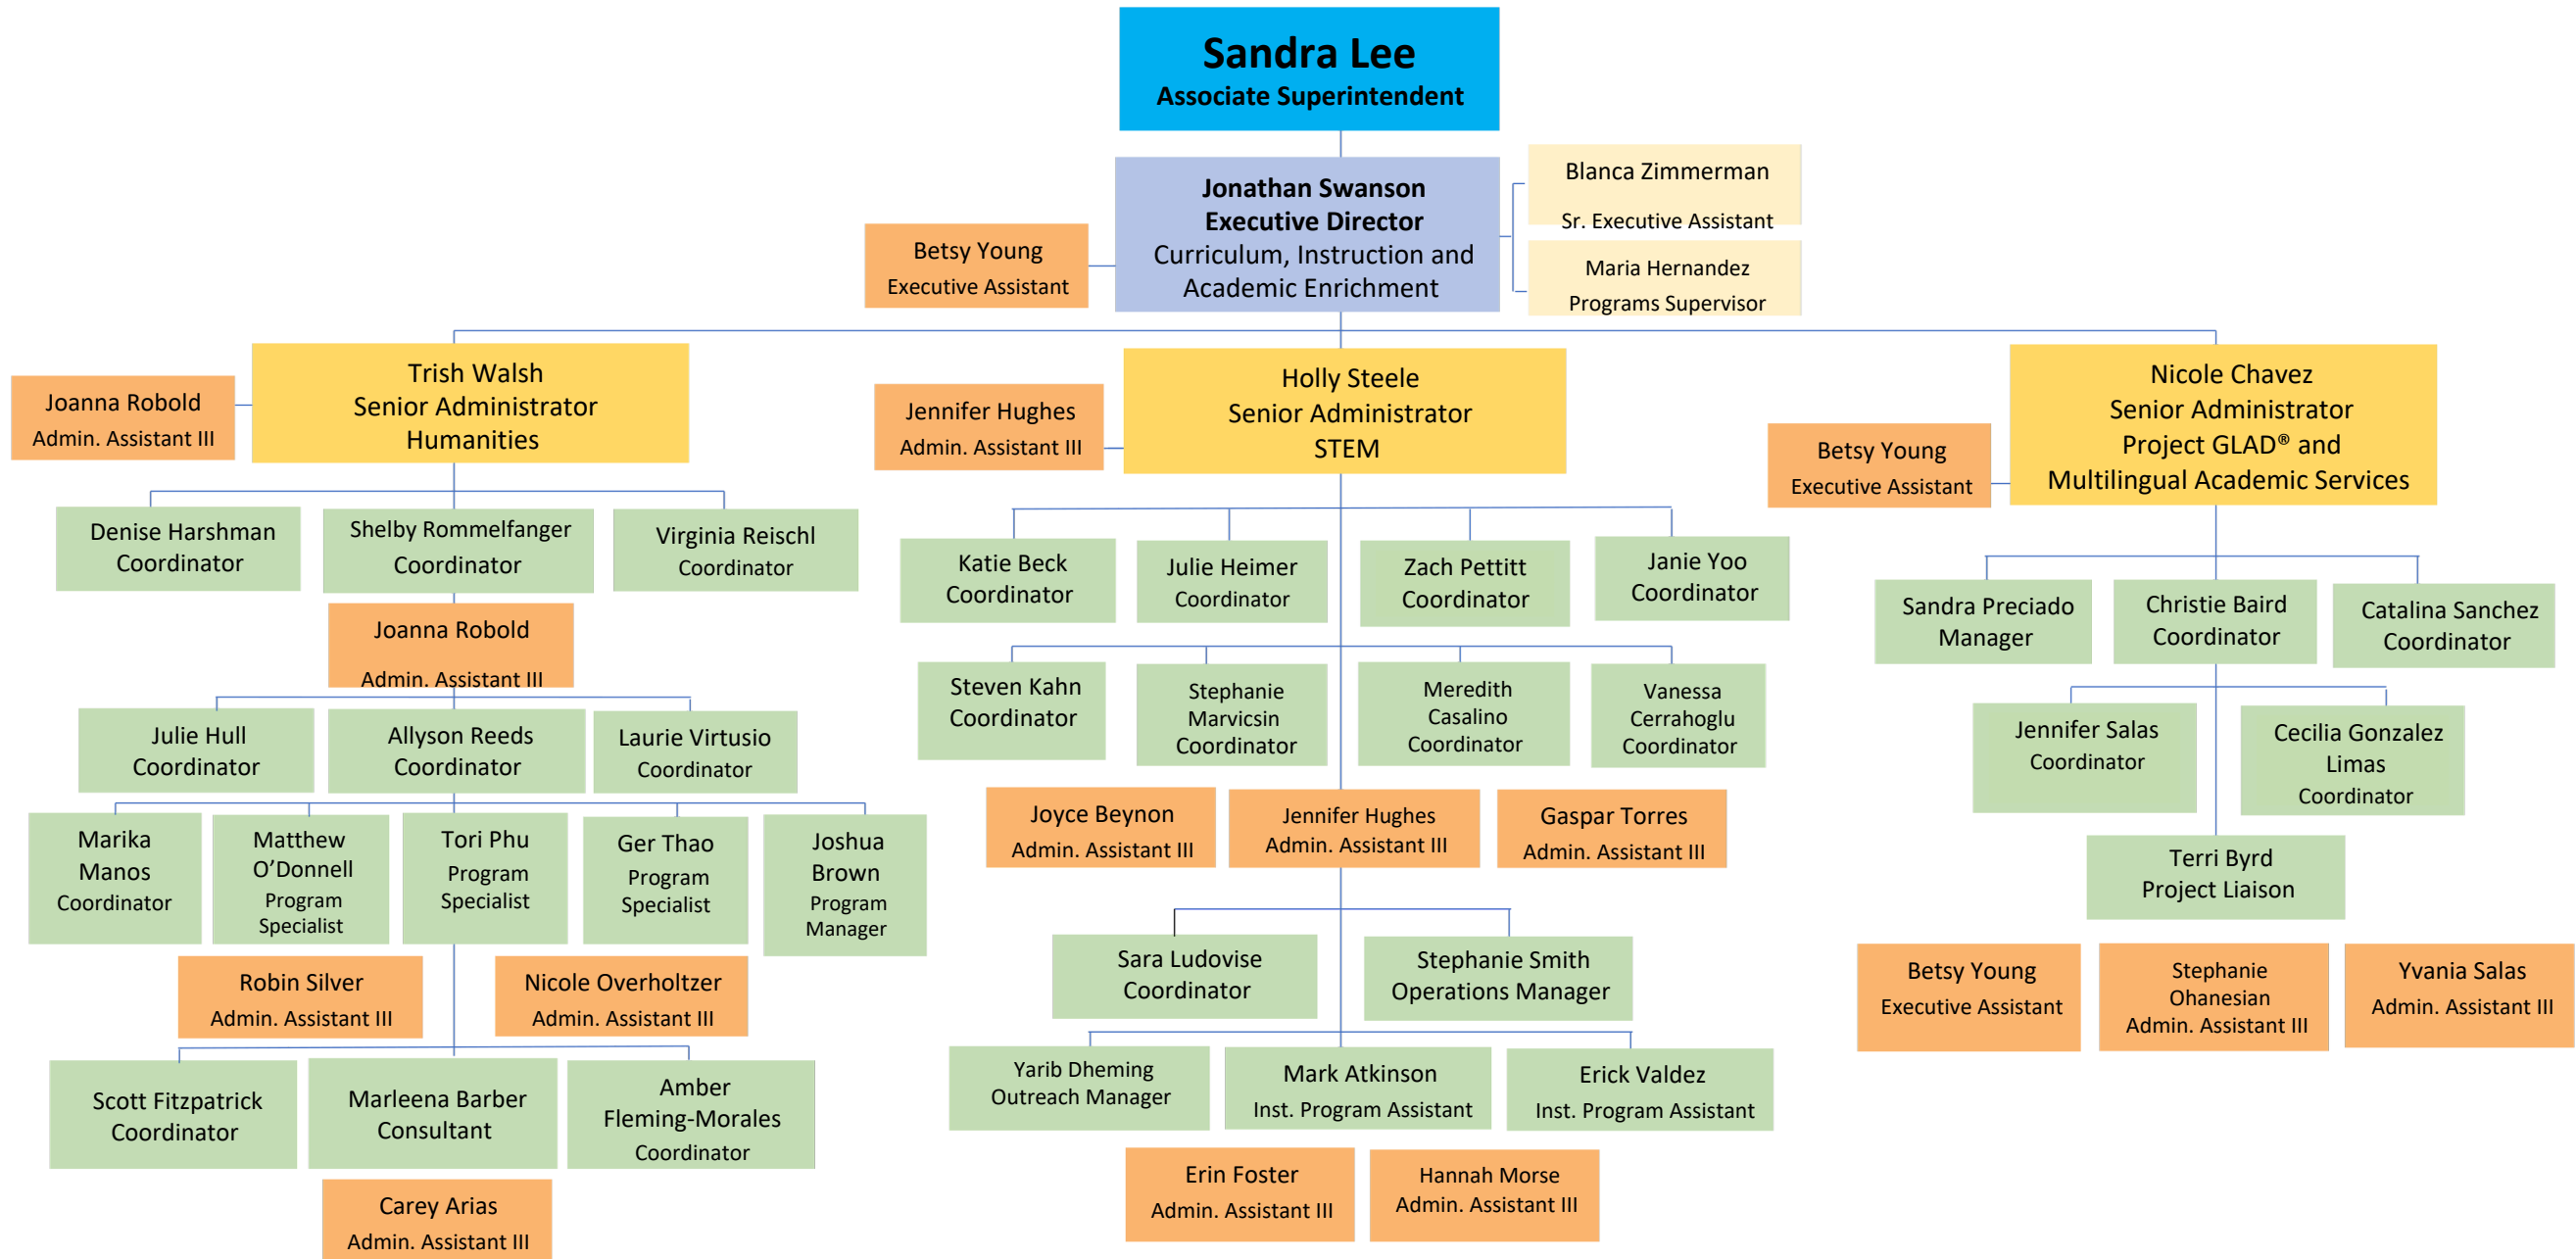 Sandra Lee
Associate Superintendent
Jonathan Swanson
Executive Director
Curriculum, Instruction and
Academic Enrichment
Blanca Zimmerman
Sr. Executive Assistant
Maria Hernandez
Programs Supervisor
Betsy Young
Executive Assistant
Joanna Robold
Admin. Assistant III
Trish Walsh
Senior Administrator
Humanities
Denise Harshman
Coordinator
Shelby Rommelfanger
Coordinator
Virginia Reischl
Coordinator
Joanna Robold
Admin. Assistant III
Julie Hull
Coordinator
Allyson Reeds
Coordinator
Laurie Virtusio
Coordinator
Marika
Manos
Coordinator
Matthew
O’Donnell
Program
Specialist
Tori Phu
Program
Specialist
Ger Thao
Program
Specialist
Joshua
Brown
Program
Manager
Robin Silver
Admin. Assistant III
Nicole Overholtzer
Admin. Assistant III
Scott Fitzpatrick
Coordinator
Marleena Barber
Consultant
Amber
Fleming-Morales
Coordinator
Carey Arias
Admin. Assistant III
Jennifer Hughes
Admin. Assistant III
Holly Steele
Senior Administrator
STEM
Katie Beck
Coordinator
Julie Heimer
Coordinator
Zach Pettitt
Coordinator
Janie Yoo
Coordinator
Steven Kahn
Coordinator
Stephanie
Marvicsin
Coordinator
Meredith
Casalino
Coordinator
Vanessa
Cerrahoglu
Coordinator
Joyce Beynon
Admin. Assistant III
Jennifer Hughes
Admin. Assistant III
Gaspar Torres
Admin. Assistant III
Sara Ludovise
Coordinator
Stephanie Smith
Operations Manager
Yarib Dheming
Outreach Manager
Mark Atkinson
Inst. Program Assistant
Erick Valdez
Inst. Program Assistant
Erin Foster
Admin. Assistant III
Hannah Morse
Admin. Assistant III
Betsy Young
Executive Assistant
Nicole Chavez
Senior Administrator
Project GLAD® and
Multilingual Academic Services
Sandra Preciado
Manager
Christie Baird
Coordinator
Catalina Sanchez
Coordinator
Jennifer Salas
Coordinator
Cecilia Gonzalez
Limas
Coordinator
Terri Byrd
Project Liaison
Betsy Young
Executive Assistant
Stephanie
Ohanesian
Admin. Assistant III
Yvania Salas
Admin. Assistant III